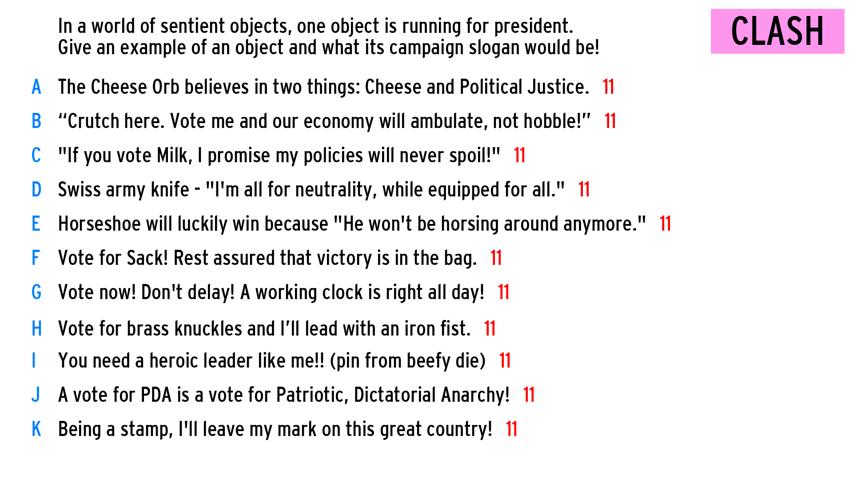 In a world of sentient objects, one object is running for president.
Give an example of an object and what its campaign slogan would be!
CLASH
A The Cheese Orb believes in two things: Cheese and Political Justice. 11
B “Crutch here. Vote me and our economy will ambulate, not hobble!” 11
C "If you vote Milk, I promise my policies will never spoil!" 11
D Swiss army knife - "I'm all for neutrality, while equipped for all." 11
E Horseshoe will luckily win because "He won't be horsing around anymore." 11
F Vote for Sack! Rest assured that victory is in the bag. 11
G Vote now! Don't delay! A working clock is right all day! 11
H Vote for brass knuckles and I’ll lead with an iron fist. 11
I You need a heroic leader like me!! (pin from beefy die) 11
J A vote for PDA is a vote for Patriotic, Dictatorial Anarchy! 11
K Being a stamp, I'll leave my mark on this great country! 11